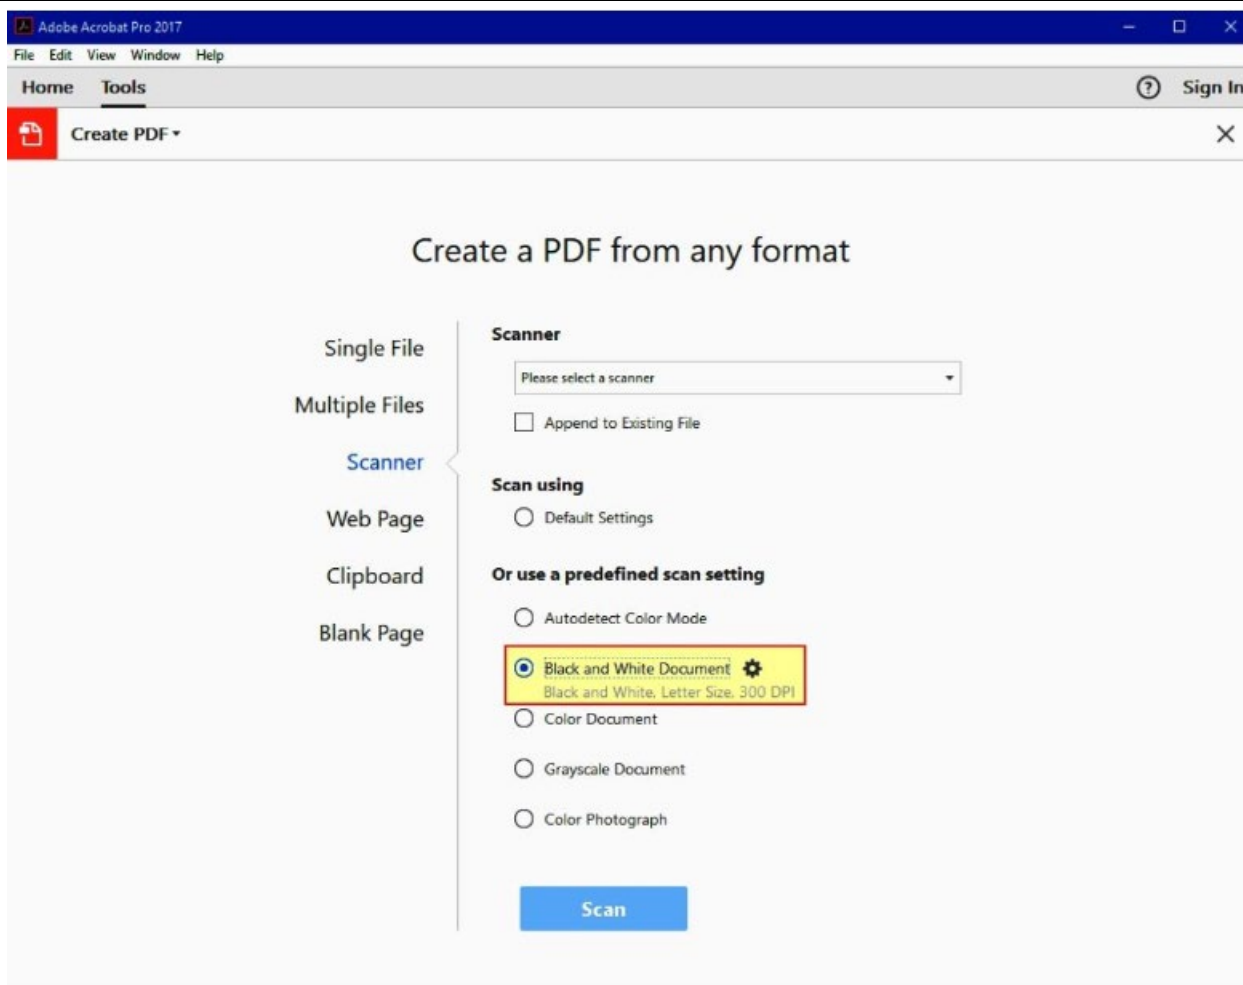 Adobe Acrobat Pro 2017
File Edit View Window Help
Home Tools Sign In
Create PDF
Create a PDF from any format
Single File
Multiple Files
Scanner
Web Page
Clipboard
Blank Page
Scanner
Please select a scanner
Append to Existing File
Scan using
Default Settings
Or use a predefined scan setting
Autodetect Color Mode
Black and White Document
Black and White, Letter Size, 300 DPI
Color Document
Grayscale Document
Color Photograph
Scan